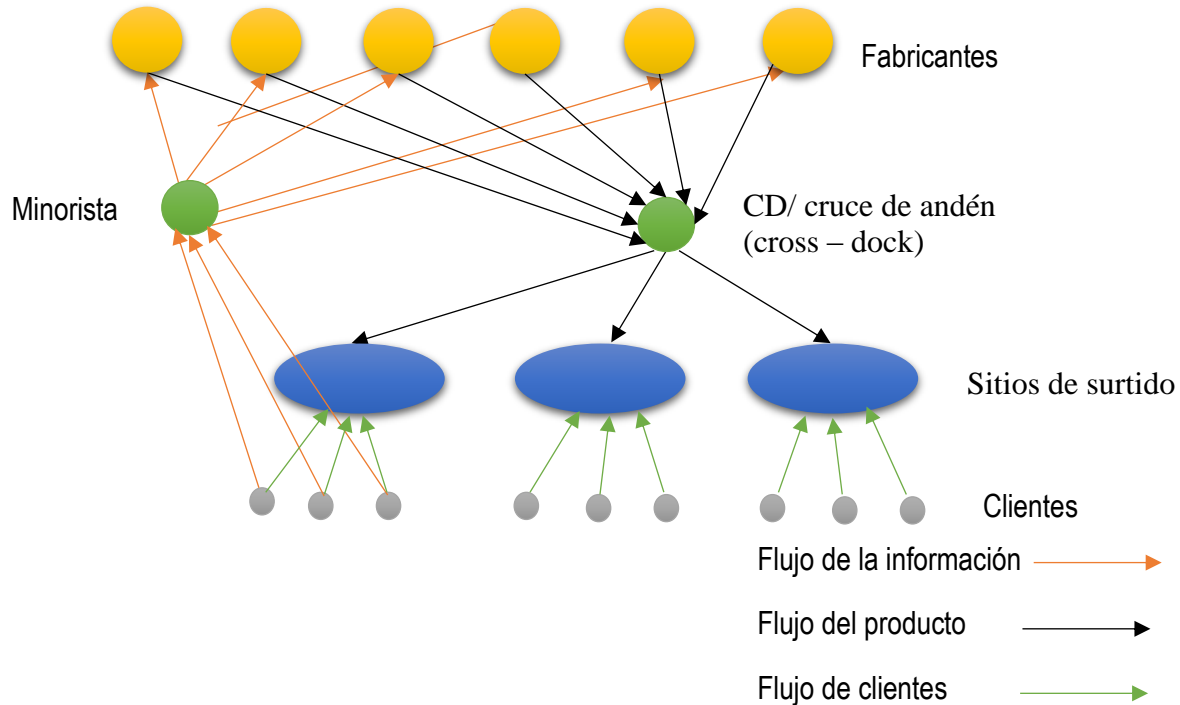 Fabricantes
Minorista
CD/ cruce de andén
(cross – dock)
Sitios de surtido
Clientes
Flujo de la información
Flujo del producto
Flujo de clientes